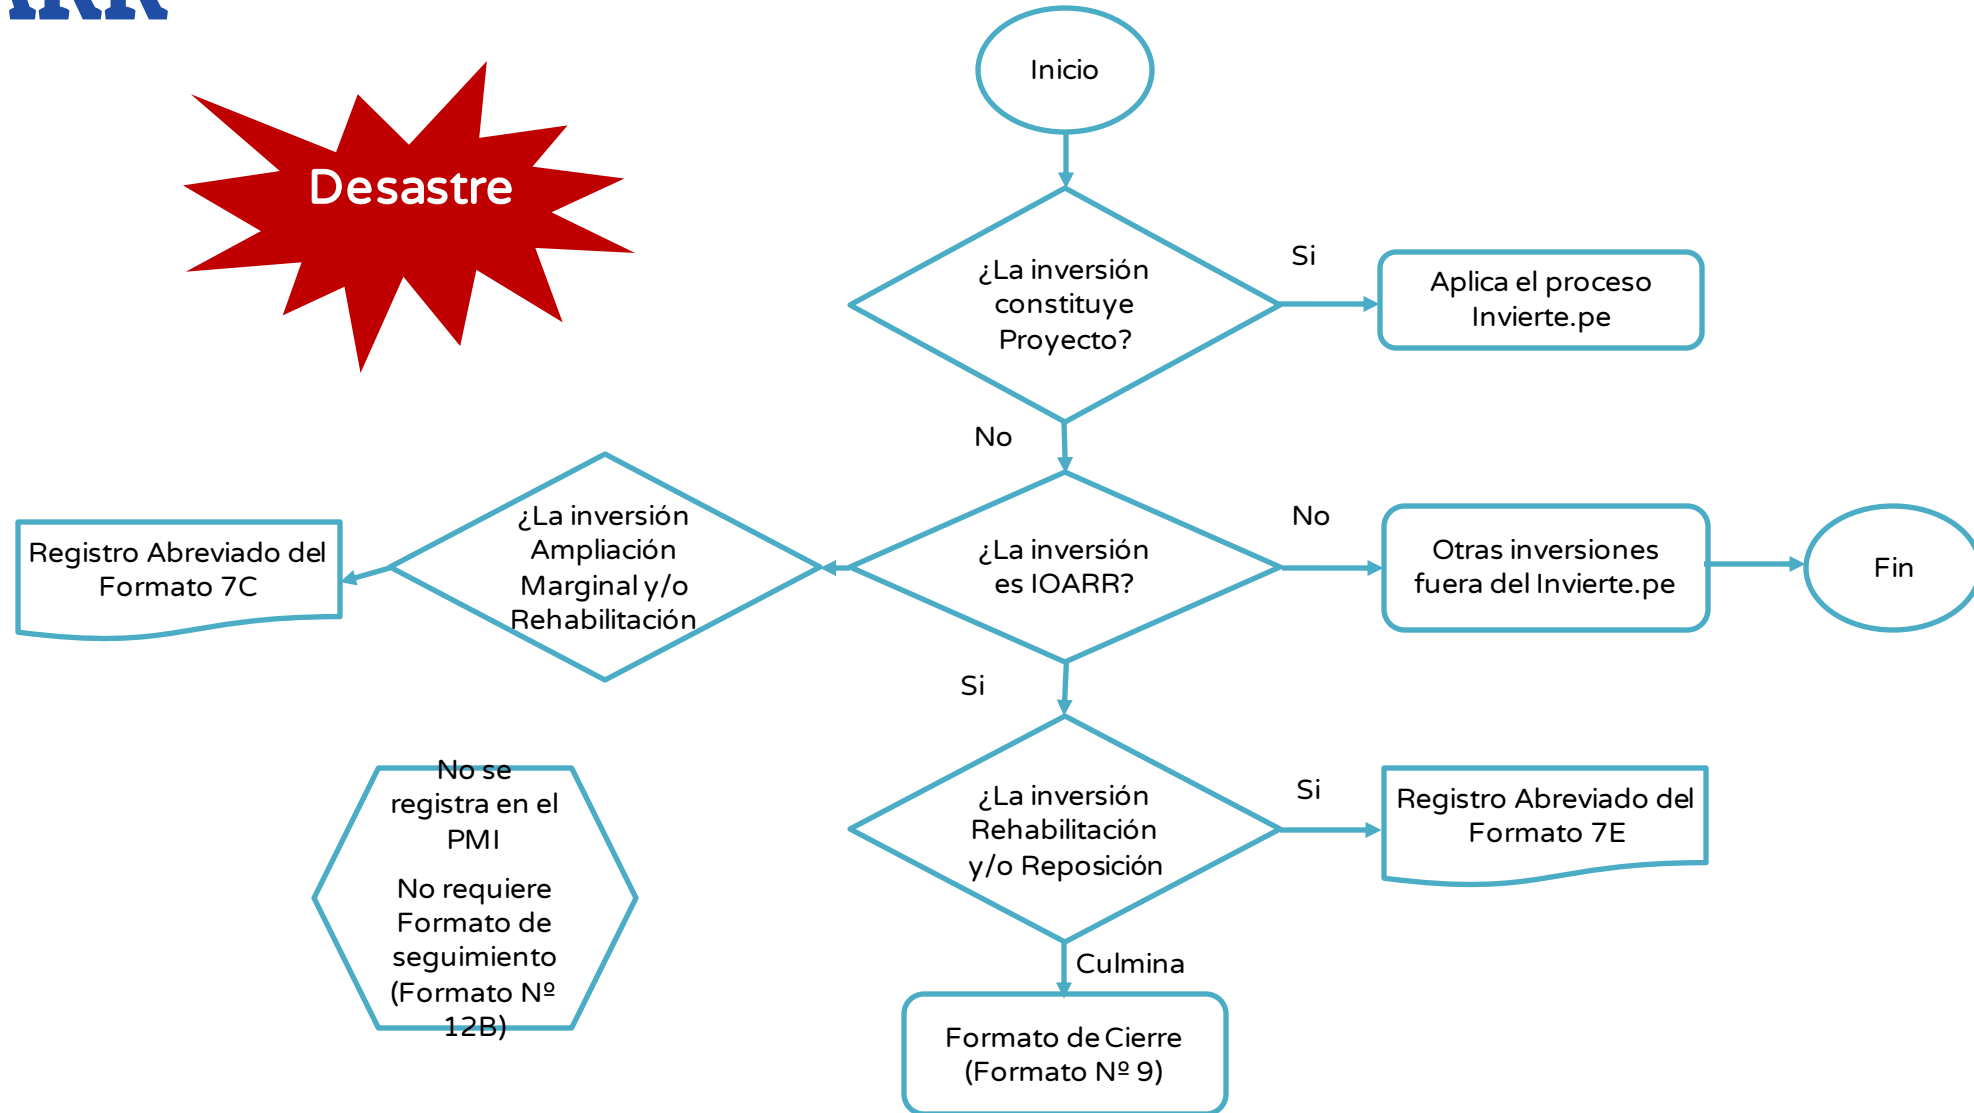 Inicio
Desastre
¿La inversión
constituye
Proyecto?
Si
Aplica el proceso
Invierte.pe
No
¿La inversión
es IOARR?
No
Otras inversiones
fuera del Invierte.pe
Fin
¿La inversión
Ampliación
Marginal y/o
Rehabilitación
Registro Abreviado del
Formato 7C
Si
¿La inversión
Rehabilitación
y/o Reposición
Si
Registro Abreviado del
Formato 7E
No se
registra en el
PMI
No requiere
Formato de
seguimiento
(Formato Nº
12B)
Culmina
Formato de Cierre
(Formato Nº 9)